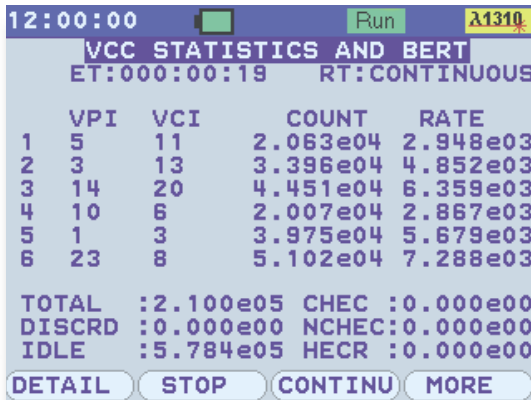 12:00:00 Run λ1310
VCC STATISTICS AND BERT
ET:000:00:19 RT:CONTINUOUS
VPI VCI COUNT RATE
1 5 11 2.063e04 2.948e03
2 3 13 3.396e04 4.852e03
3 14 20 4.451e04 6.359e03
4 10 6 2.007e04 2.867e03
5 1 3 3.975e04 5.679e03
6 23 8 5.102e04 7.288e03
TOTAL :2.100e05 CHEC :0.000e00
DISCRD :0.000e00 NCHEC:0.000e00
IDLE :5.784e05 HECR :0.000e00
DETAIL STOP CONTINU MORE